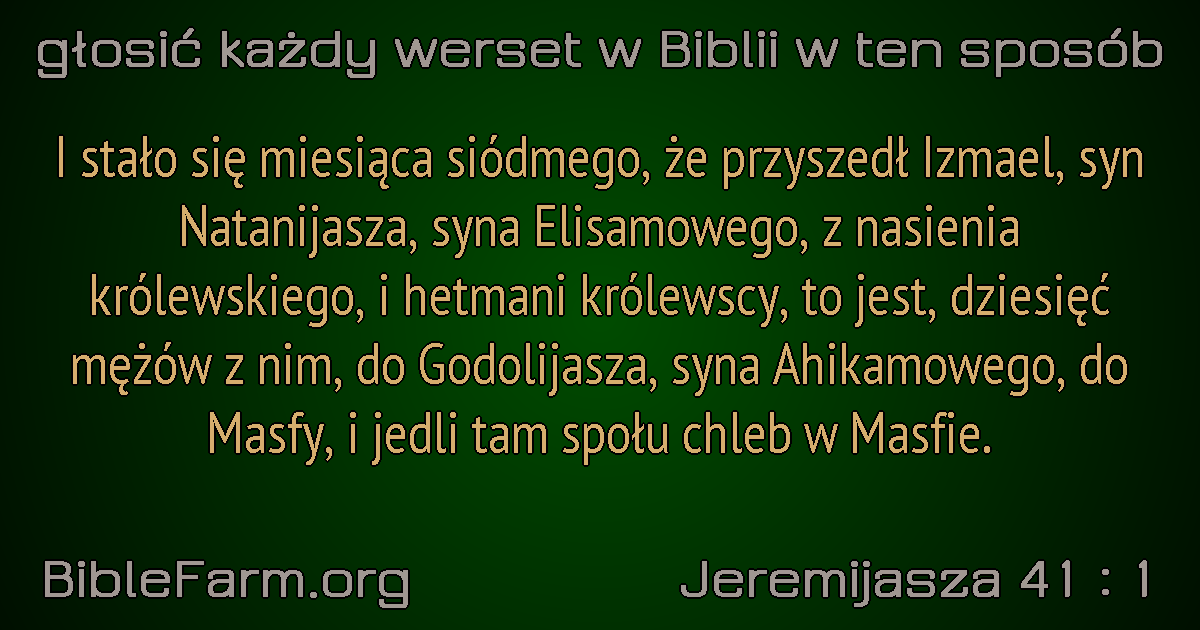 głosić każdy werset w Biblii w ten sposób
I stało się miesiąca siódmego, że przyszedł Izmael, syn
Natanijasza, syna Elisamowego, z nasienia
królewskiego, i hetmani królewscy, to jest, dziesięć
mężów z nim, do Godolijasza, syna Ahikamowego, do
Masfy, i jedli tam społu chleb w Masfie.
BibleFarm.org
Jeremijasza 41 : 1